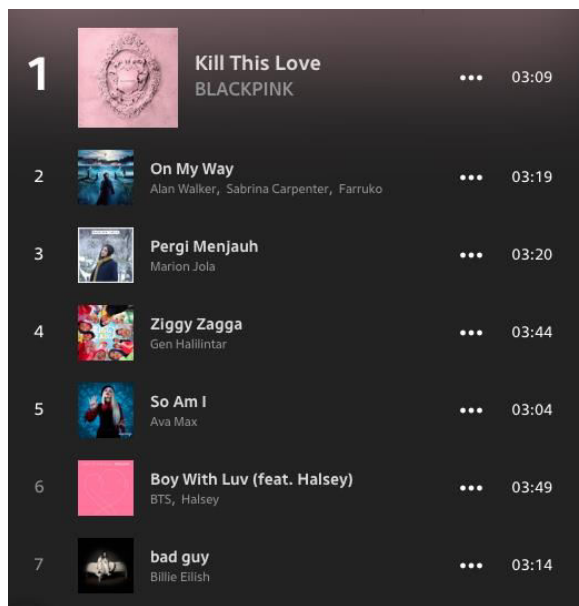 1
Kill This Love
BLACKPINK
••• 03:09
2
On My Way
Alan Walker, Sabrina Carpenter, Farruko
••• 03:19
3
Pergi Menjauh
Marion Jola
••• 03:20
4
Ziggy Zagga
Gen Halilintar
••• 03:44
5
So Am I
Ava Max
••• 03:04
6
Boy With Luv (feat. Halsey)
BTS, Halsey
••• 03:49
7
bad guy
Billie Eilish
••• 03:14